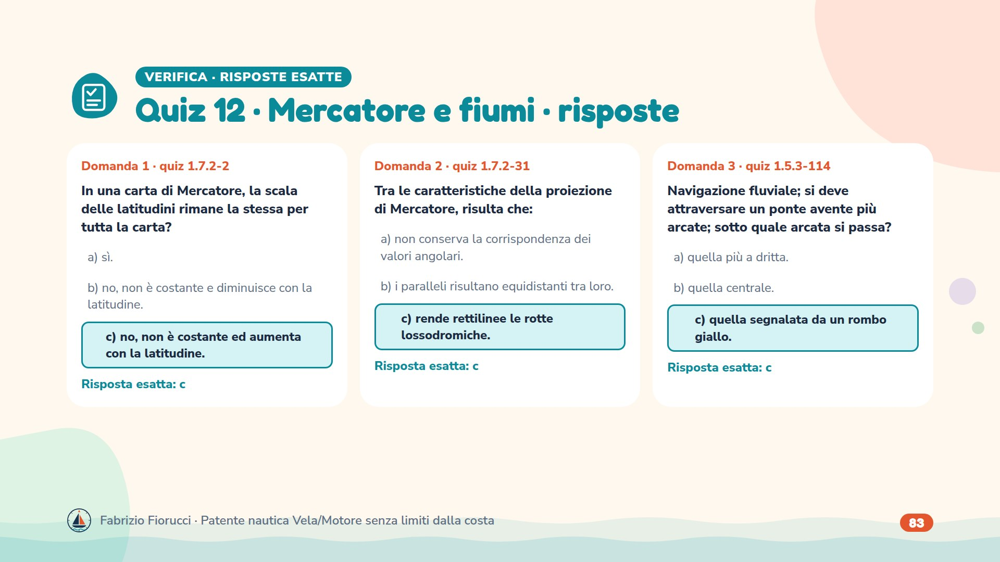 VERIFICA · RISPOSTE ESATTE
Quiz 12 · Mercatore e fiumi · risposte
Domanda 1 · quiz 1.7.2-2
In una carta di Mercatore, la scala
delle latitudini rimane la stessa per
tutta la carta?
a) sì.
b) no, non è costante e diminuisce con la
latitudine.
c) no, non è costante ed aumenta
con la latitudine.
Risposta esatta: c
Domanda 2 · quiz 1.7.2-31
Tra le caratteristiche della proiezione
di Mercatore, risulta che:
a) non conserva la corrispondenza dei
valori angolari.
b) i paralleli risultano equidistanti tra loro.
c) rende rettilinee le rotte
lossodromiche.
Risposta esatta: c
Domanda 3 · quiz 1.5.3-114
Navigazione fluviale; si deve
attraversare un ponte avente più
arcate; sotto quale arcata si passa?
a) quella più a dritta.
b) quella centrale.
c) quella segnalata da un rombo
giallo.
Risposta esatta: c
Fabrizio Fiorucci · Patente nautica Vela/Motore senza limiti dalla costa
83